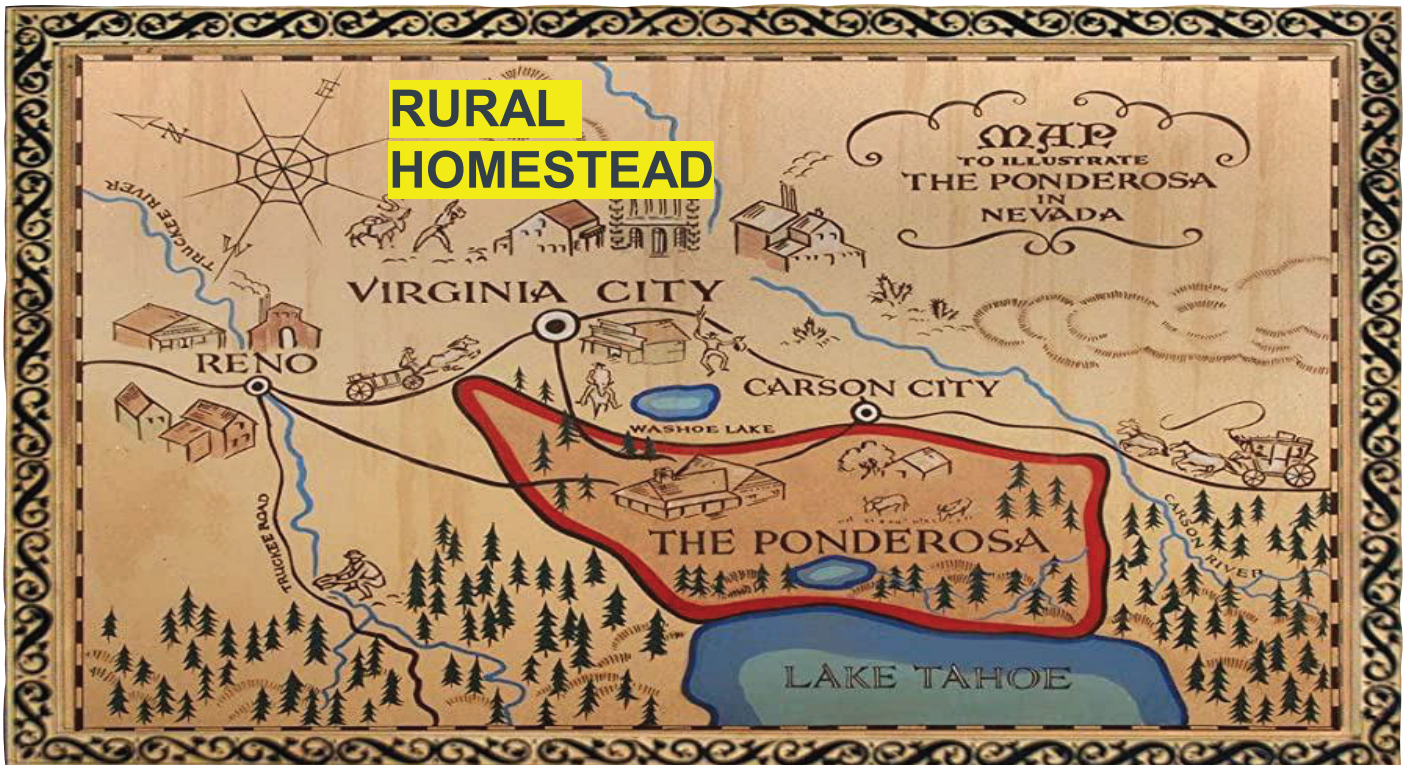 RURAL
HOMESTEAD
E
N
S
W
MAP
TO ILLUSTRATE
THE PONDEROSA
IN
NEVADA
TRUCKEE RIVER
VIRGINIA CITY
RENO
CARSON CITY
WASHOE LAKE
TRUCKEE ROAD
THE PONDEROSA
CARSON RIVER
LAKE TAHOE